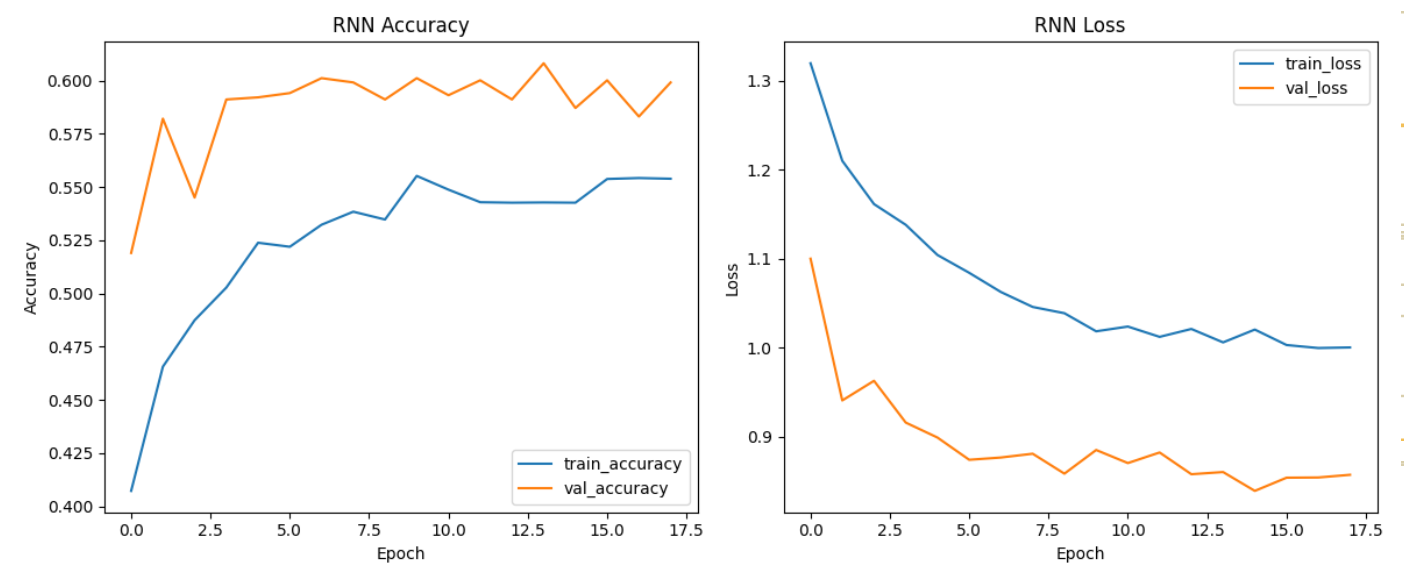 RNN Accuracy
0.600
0.575
0.550
0.525
0.500
0.475
0.450
0.425
0.400
Accuracy
train_accuracy
val_accuracy
0.0 2.5 5.0 7.5 10.0 12.5 15.0 17.5
Epoch
RNN Loss
train_loss
val_loss
1.3
1.2
1.1
1.0
0.9
Loss
0.0 2.5 5.0 7.5 10.0 12.5 15.0 17.5
Epoch